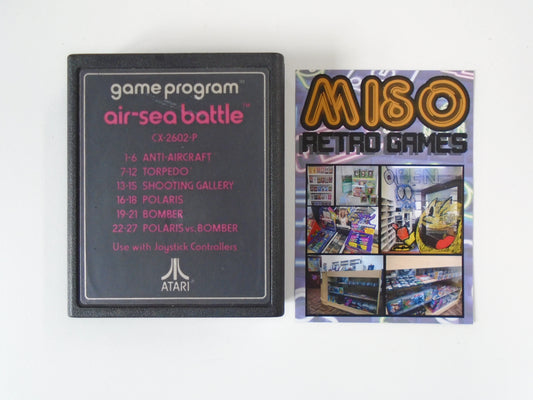 game program™
air-sea battle™
CX-2602-P
1-6 ANTI-AIRCRAFT
7-12 TORPEDO
13-15 SHOOTING GALLERY
16-18 POLARIS
19-21 BOMBER
22-27 POLARIS vs. BOMBER
Use with Joystick Controllers
ATARI®
MISO
RETRO GAMES